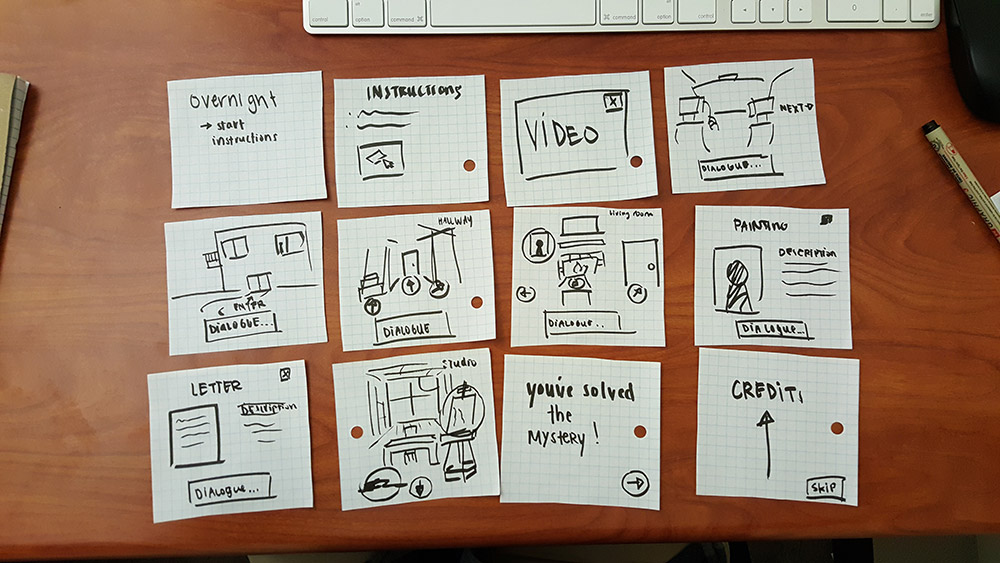 control
option
command
⌘ command
option
control
0
.
enter
overnight
→ start
instructions
INSTRUCTIONS
VIDEO
X
NEXT→
DIALOGUE...
ENTER
DIALOGUE...
HALLWAY
DIALOGUE
living room
DIALOGUE..
PAINTING
DESCRIPTION
DIALOGUE...
LETTER
X
DESCRIPTION
DIALOGUE...
STUDIO
you've solved
the
MYSTERY!
→
CREDITS
SKIP